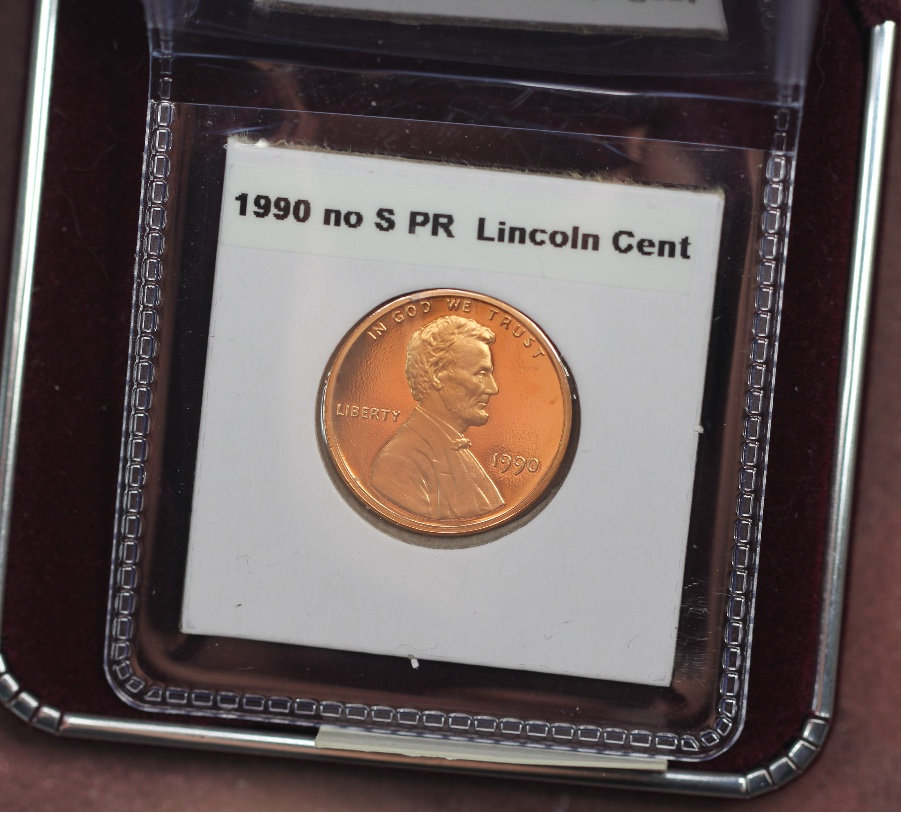 1990 no S PR Lincoln Cent
IN GOD WE TRUST
LIBERTY
1990